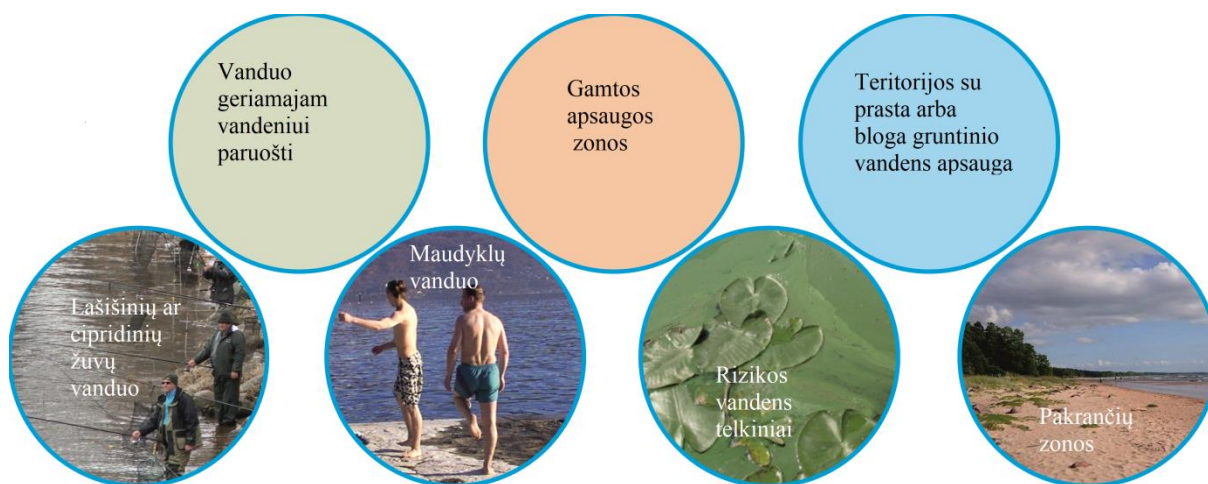 Vanduo
geriamajam
vandeniui
paruošti
Gamtos
apsaugos
zonos
Teritorijos su
prasta arba
bloga gruntinio
vandens apsauga
Lašišinių ar
cipridinių
žuvų
vanduo
Maudyklų
vanduo
Rizikos
vandens
telkiniai
Pakrančių
zonos